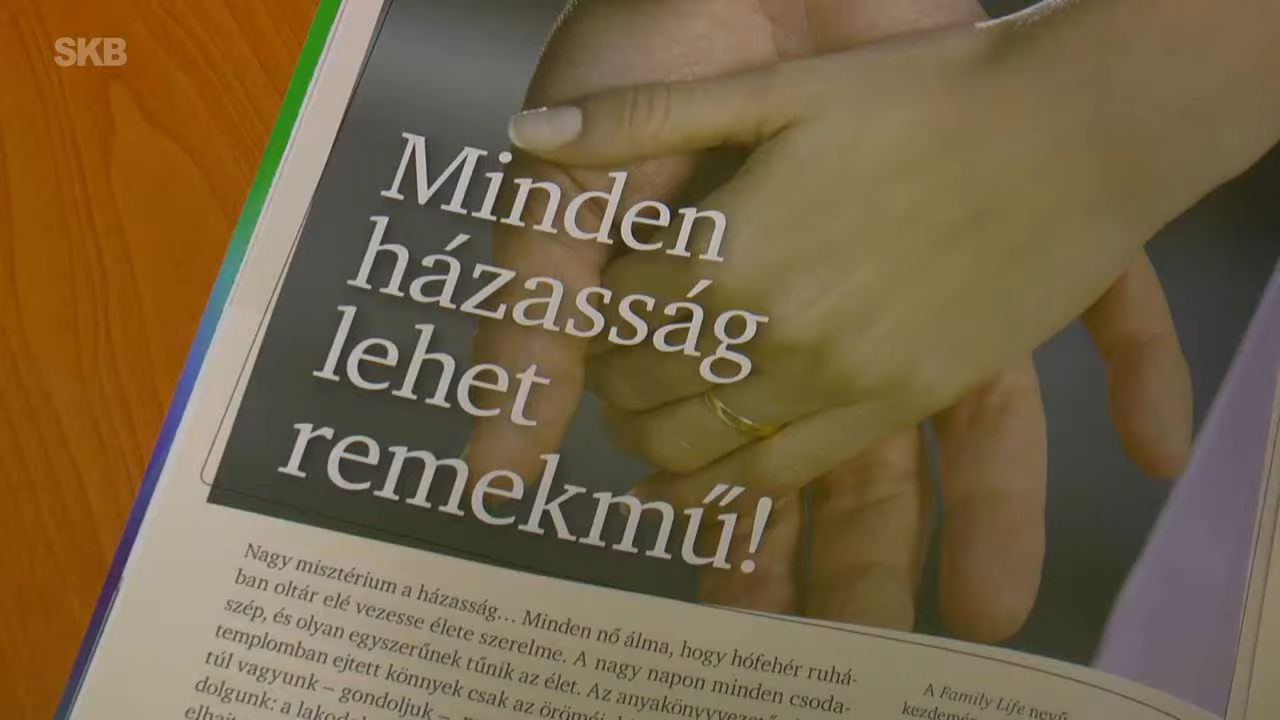 SKB
Minden
házasság
lehet
remekmű!
Nagy misztérium a házasság... Minden nő álma, hogy hófehér ruhá-
ban oltár elé vezesse élete szerelme. A nagy napon minden csoda-
szép, és olyan egyszerűnek tűnik az élet. Az anyakönyvvezető
templomban ejtett könnyek csak az örömé
túl vagyunk – gondoljuk –
dolgunk: a
A Family Life nevű